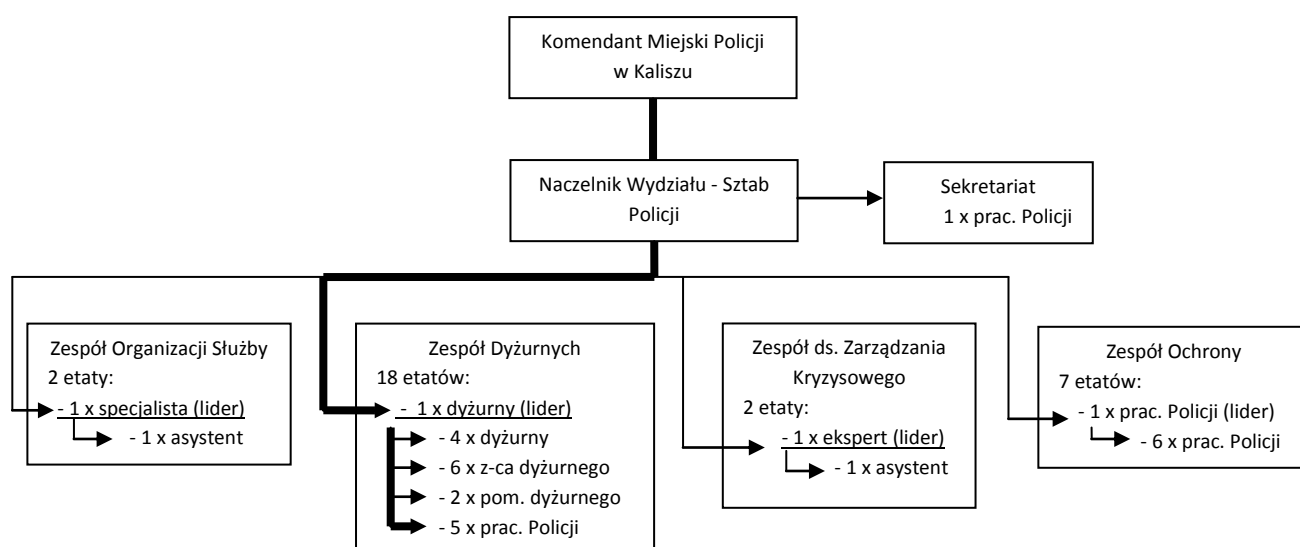 Komendant Miejski Policji
w Kaliszu
Naczelnik Wydziału - Sztab
Policji
Sekretariat
1 x prac. Policji
Zespół Organizacji Służby
2 etaty:
- 1 x specjalista (lider)
- 1 x asystent
Zespół Dyżurnych
18 etatów:
- 1 x dyżurny (lider)
- 4 x dyżurny
- 6 x z-ca dyżurnego
- 2 x pom. dyżurnego
- 5 x prac. Policji
Zespół ds. Zarządzania
Kryzysowego
2 etaty:
- 1 x ekspert (lider)
- 1 x asystent
Zespół Ochrony
7 etatów:
- 1 x prac. Policji (lider)
- 6 x prac. Policji